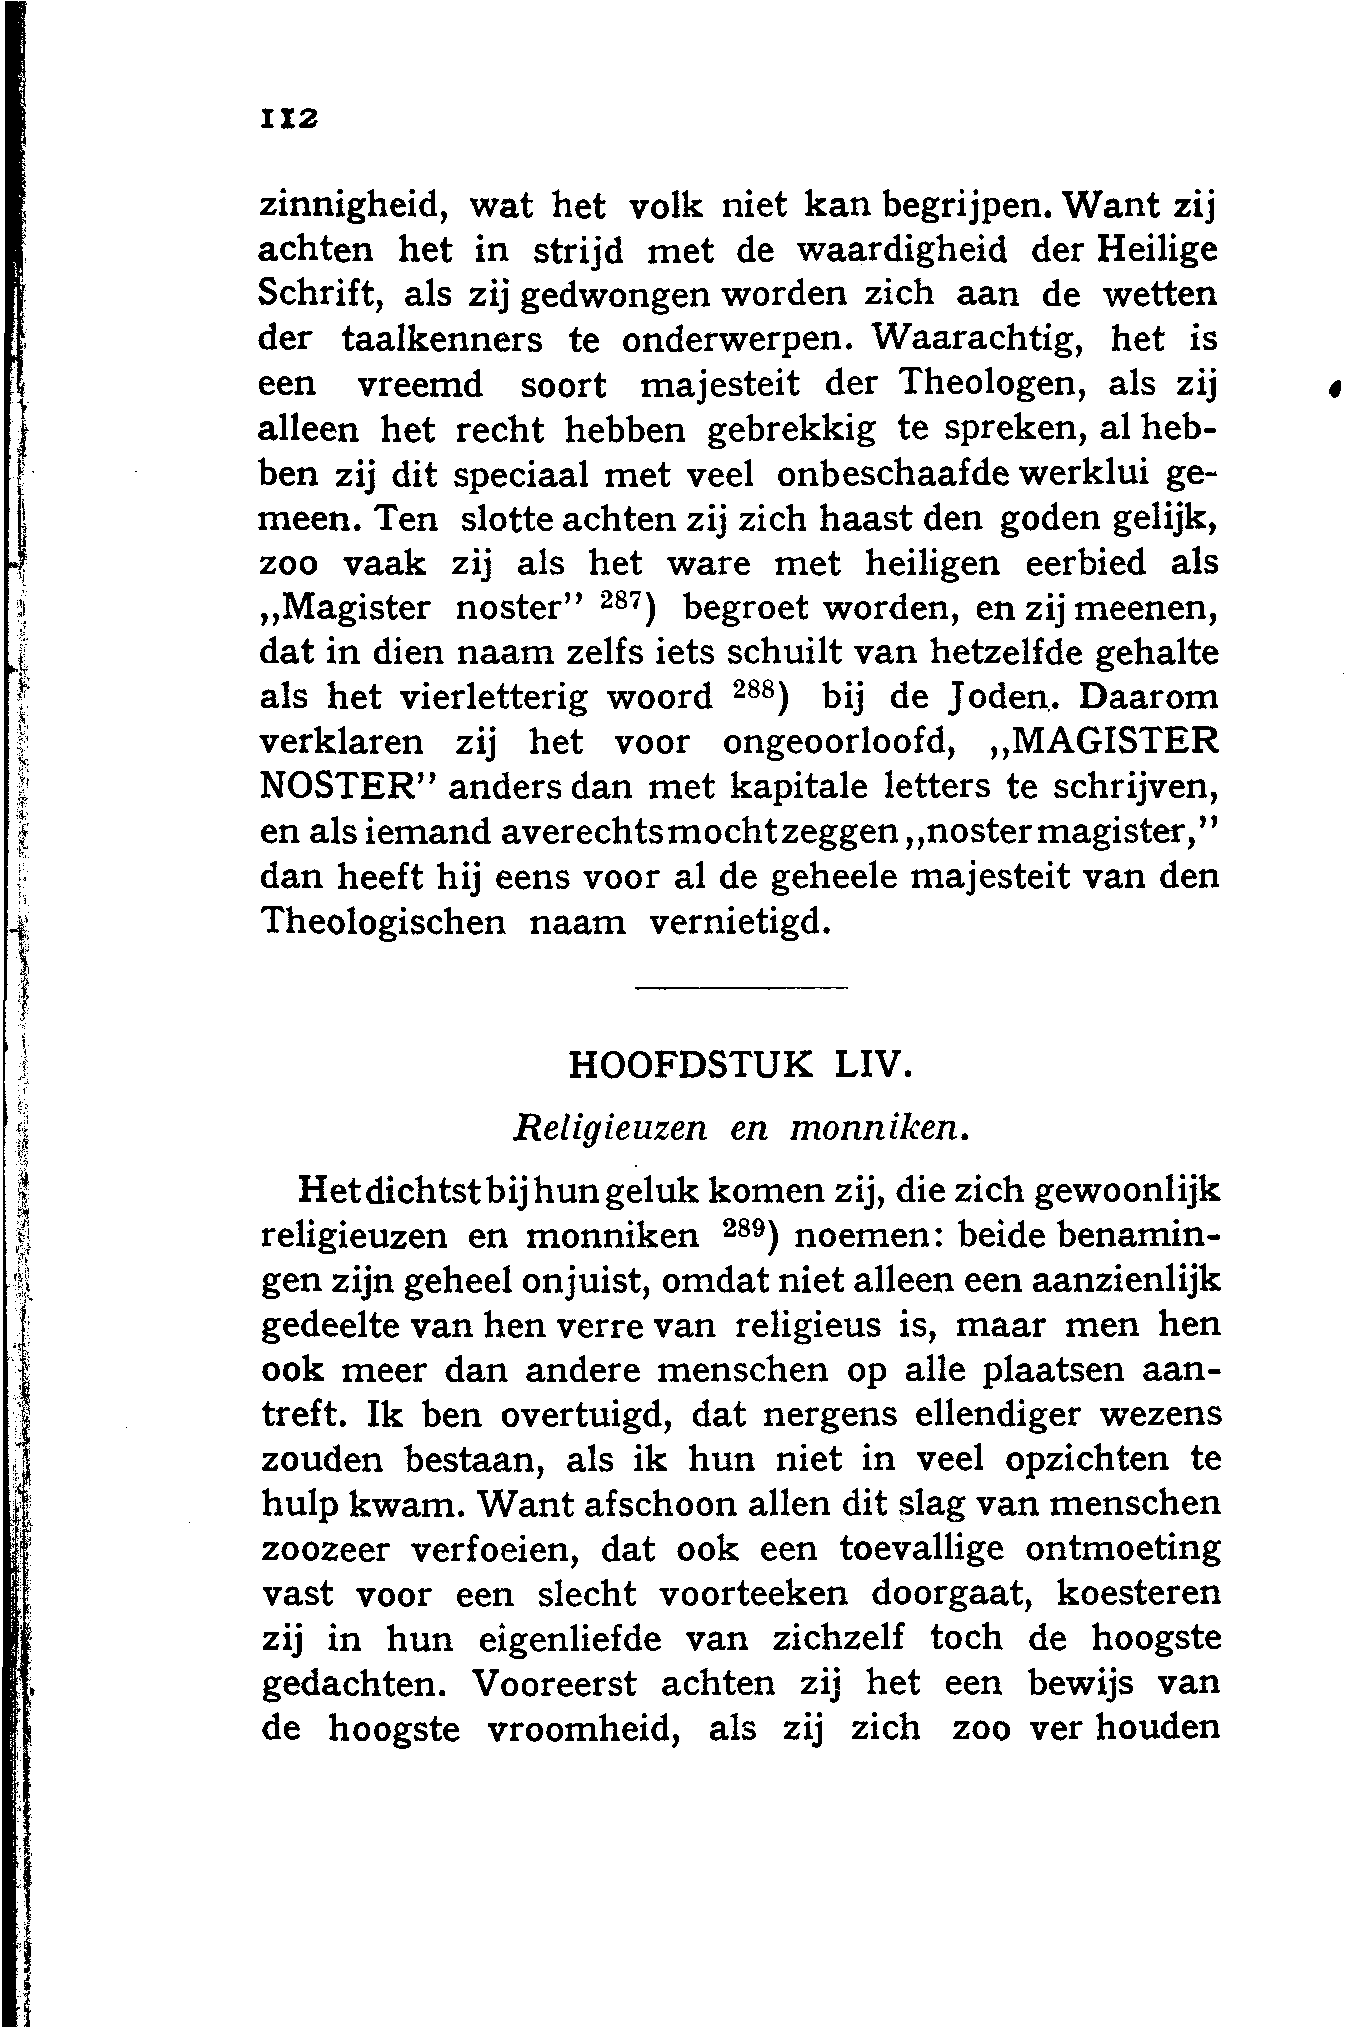 112
zinnigheid, wat het volk niet kan begrijpen. Want zij
achten het in strijd met de waardigheid der Heilige
Schrift, als zij gedwongen worden zich aan de wetten
der taalkenners te onderwerpen. Waarachtig, het is
een vreemd soort majesteit der Theologen, als zij
alleen het recht hebben gebrekkig te spreken, al heb-
ben zij dit speciaal met veel onbeschaafde werklui ge-
meen. Ten slotte achten zij zich haast den goden gelijk,
zoo vaak zij als het ware met heiligen eerbied als
,,Magister noster" 287) begroet worden, en zij meenen,
dat in dien naam zelfs iets schuilt van hetzelfde gehalte
als het vierletterig woord 288) bij de Joden. Daarom
verklaren zij het voor ongeoorloofd, ,,MAGISTER
NOSTER" anders dan met kapitale letters te schrijven,
en als iemand averechts mocht zeggen ,,noster magister,"
dan heeft hij eens voor al de geheele majesteit van den
Theologischen naam vernietigd.
HOOFDSTUK LIV.
Religieuzen en monniken.
Het dichtst bij hun geluk komen zij, die zich gewoonlijk
religieuzen en monniken 289) noemen: beide benamin-
gen zijn geheel onjuist, omdat niet alleen een aanzienlijk
gedeelte van hen verre van religieus is, maar men hen
ook meer dan andere menschen op alle plaatsen aan-
treft. Ik ben overtuigd, dat nergens ellendiger wezens
zouden bestaan, als ik hun niet in veel opzichten te
hulp kwam. Want afschoon allen dit slag van menschen
zoozeer verfoeien, dat ook een toevallige ontmoeting
vast voor een slecht voorteeken doorgaat, koesteren
zij in hun eigenliefde van zichzelf toch de hoogste
gedachten. Vooreerst achten zij het een bewijs van
de hoogste vroomheid, als zij zich zoo ver houden